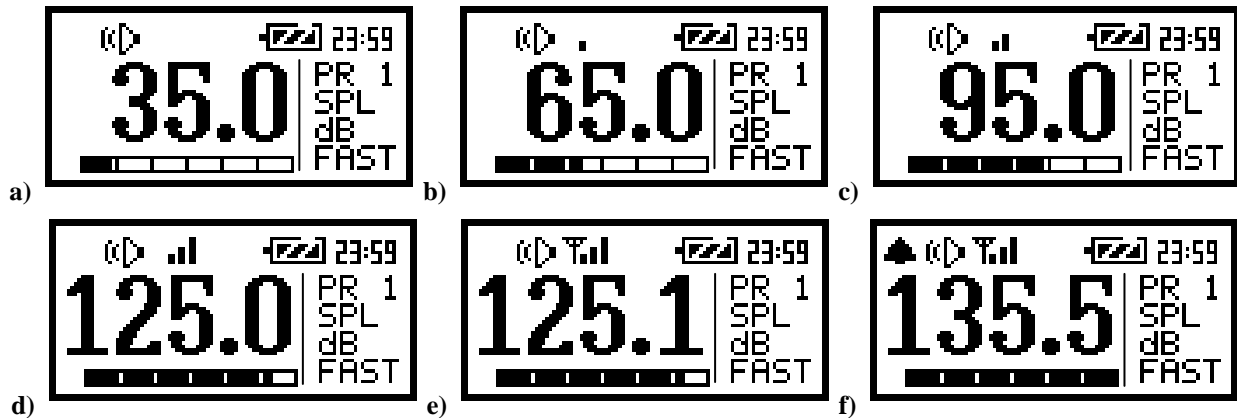 23:59
35.0
PR 1
SPL
dB
FAST
a)
23:59
65.0
PR 1
SPL
dB
FAST
b)
23:59
95.0
PR 1
SPL
dB
FAST
c)
23:59
125.0
PR 1
SPL
dB
FAST
d)
23:59
125.1
PR 1
SPL
dB
FAST
e)
23:59
135.5
PR 1
SPL
dB
FAST
f)